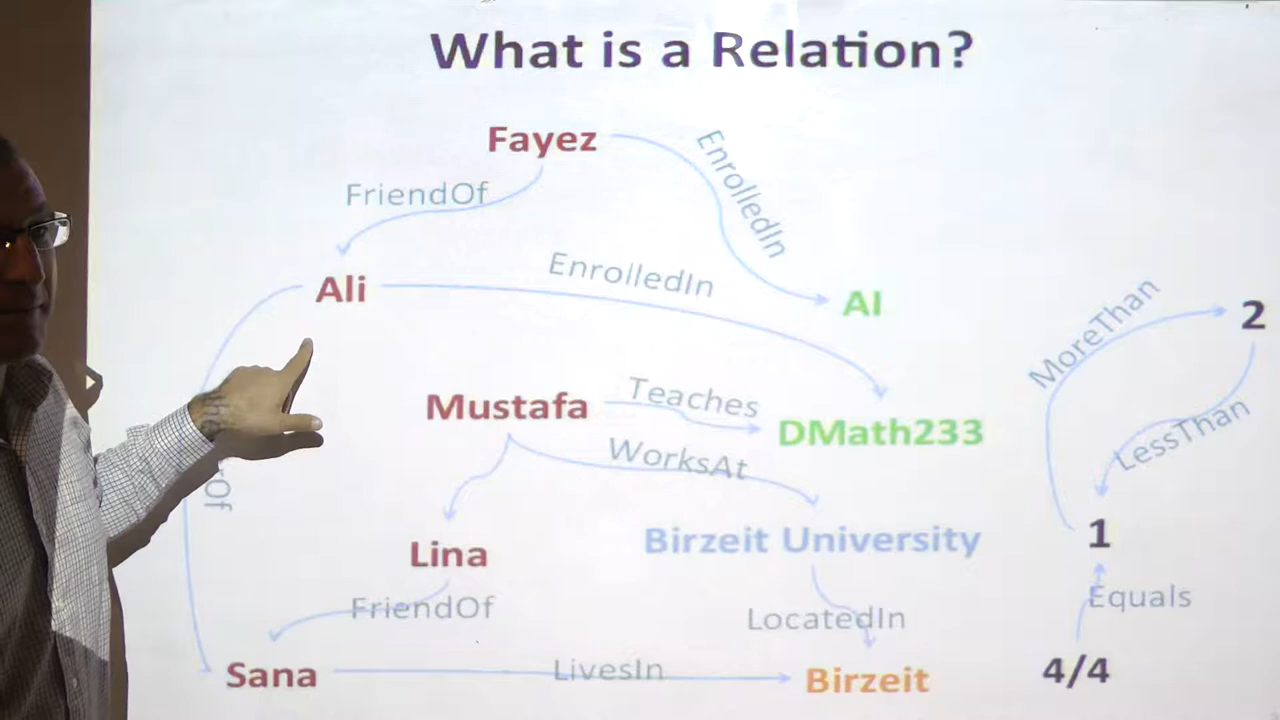 What is a Relation?
Fayez
EnrolledIn
FriendOf
EnrolledIn
Ali
AI
2
MoreThan
Mustafa
Teaches
DMath233
LessThan
WorksAt
Of
Lina
Birzeit University
1
FriendOf
LocatedIn
Equals
Sana
LivesIn
Birzeit
4/4